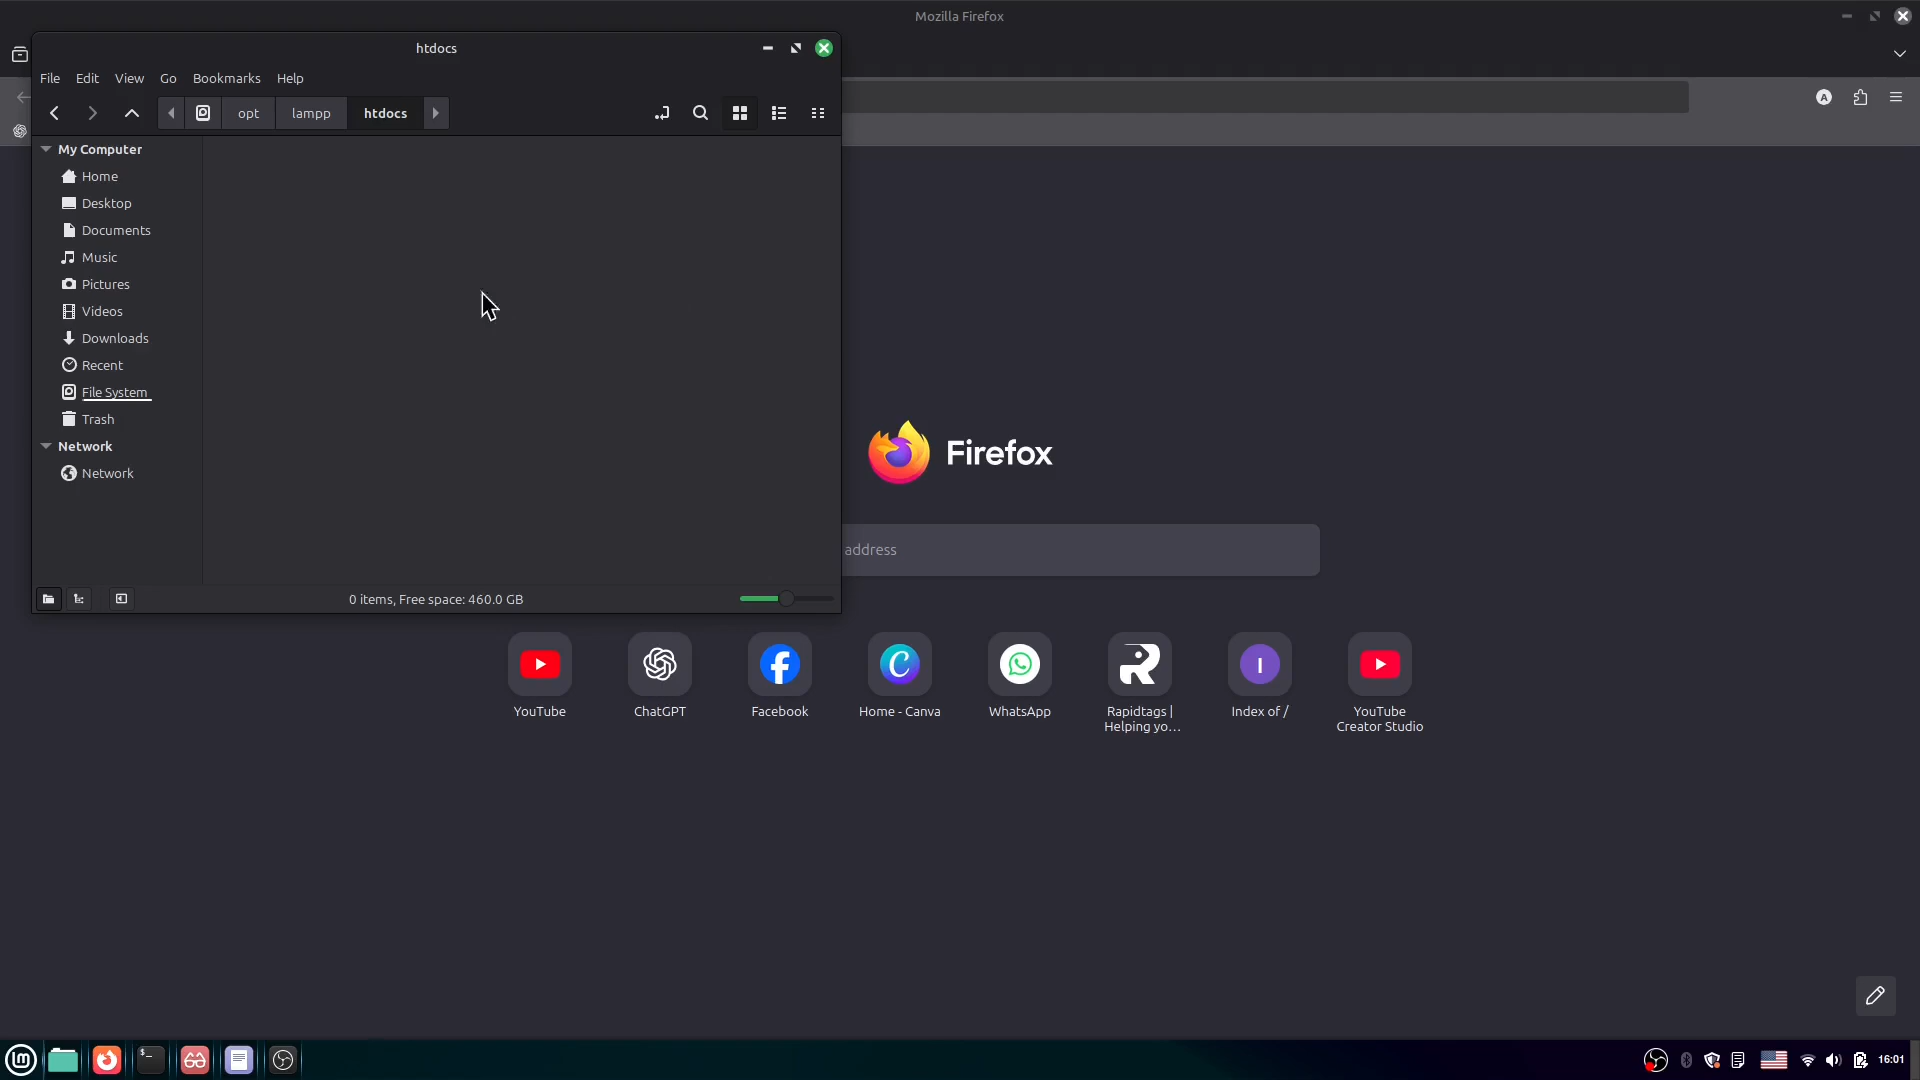 Mozilla Firefox
htdocs
File Edit View Go Bookmarks Help
opt lampp htdocs
My Computer
Home
Desktop
Documents
Music
Pictures
Videos
Downloads
Recent
File System
Trash
Network
Network
0 items, Free space: 460.0 GB
A
Firefox
address
I
YouTube
ChatGPT
Facebook
Home - Canva
WhatsApp
Rapidtags |
Helping yo...
Index of /
YouTube
Creator Studio
16:01